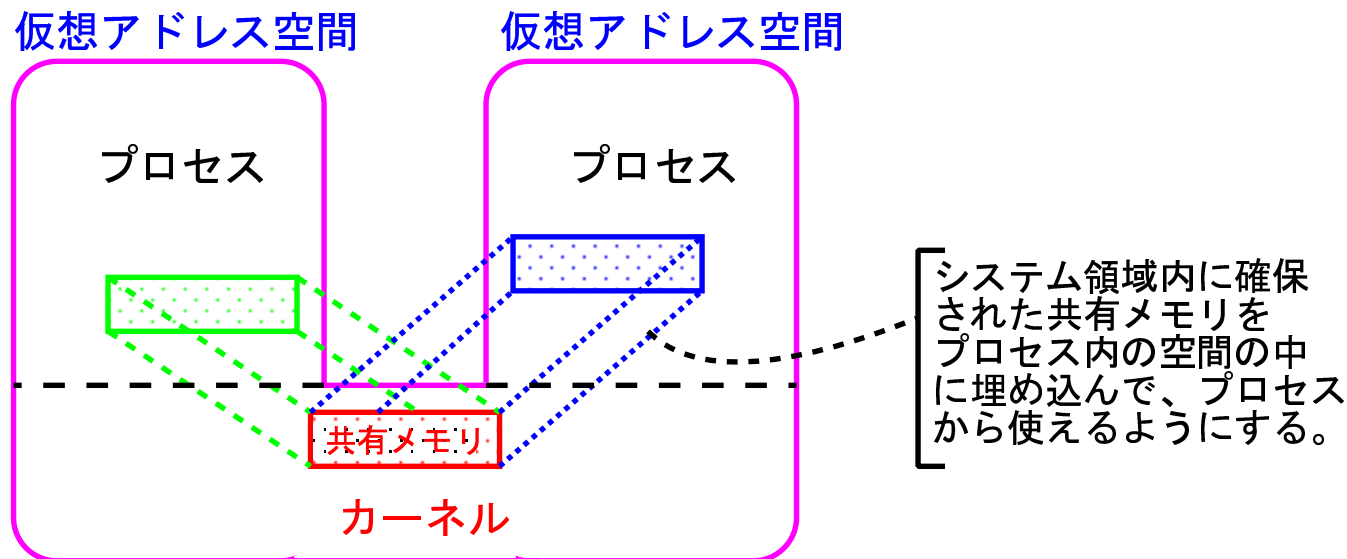 仮想アドレス空間
仮想アドレス空間
プロセス
プロセス
システム領域内に確保
された共有メモリを
プロセス内の空間の中
に埋め込んで、プロセス
から使えるようにする。
共有メモリ
カーネル